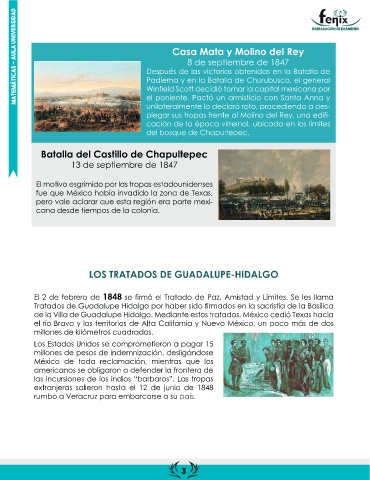 MATEMÁTICAS – AULA UNIVERSIDAD
fenix
PREPARACIÓN DE EXÁMENES
Casa Mata y Molino del Rey
8 de septiembre de 1847
Después de las victorias obtenidas en la Batalla de
Padierna y en la Batalla de Churubusco, el general
Winfield Scott decidió tomar la capital mexicana por
el poniente. Pactó un armisticio con Santa Anna y
unilateralmente lo declaró roto, procediendo a des-
plegar sus tropas frente al Molino del Rey, una edifi-
cación de la época virreinal, ubicada en los límites
del bosque de Chapultepec.
Batalla del Castillo de Chapultepec
13 de septiembre de 1847
El motivo esgrimido por las tropas estadounidenses
fue que México había invadido la zona de Texas,
pero vale aclarar que esta región era parte mexi-
cana desde tiempos de la colonia.
LOS TRATADOS DE GUADALUPE-HIDALGO
El 2 de febrero de 1848 se firmó el Tratado de Paz, Amistad y Límites. Se les llama
Tratados de Guadalupe Hidalgo por haber sido firmados en la sacristía de la Basílica
de la Villa de Guadalupe Hidalgo. Mediante estos tratados, México cedió Texas hacia
el río Bravo y los territorios de Alta California y Nuevo México, un poco más de dos
millones de kilómetros cuadrados.
Los Estados Unidos se comprometieron a pagar 15
millones de pesos de indemnización, desligándose
México de toda reclamación, mientras que los
americanos se obligaron a defender la frontera de
las incursiones de los indios “barbaros”. Las tropas
extranjeras salieron hasta el 12 de junio de 1848
rumbo a Veracruz para embarcarse a su país.
3